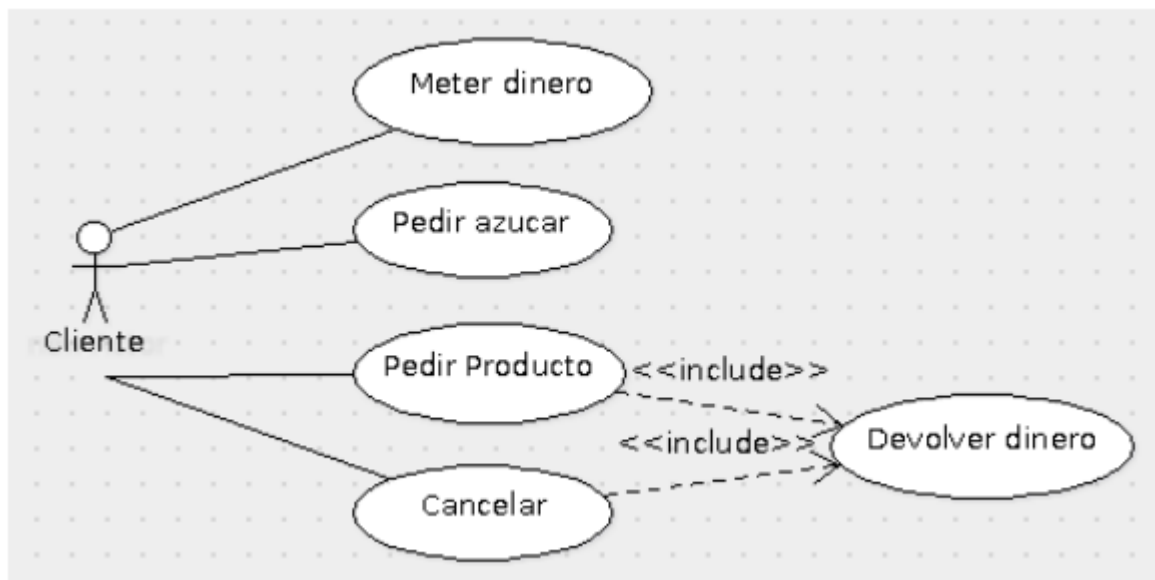 Meter dinero
Pedir azucar
Cliente
Pedir Producto
<<include>>
<<include>>
Devolver dinero
Cancelar